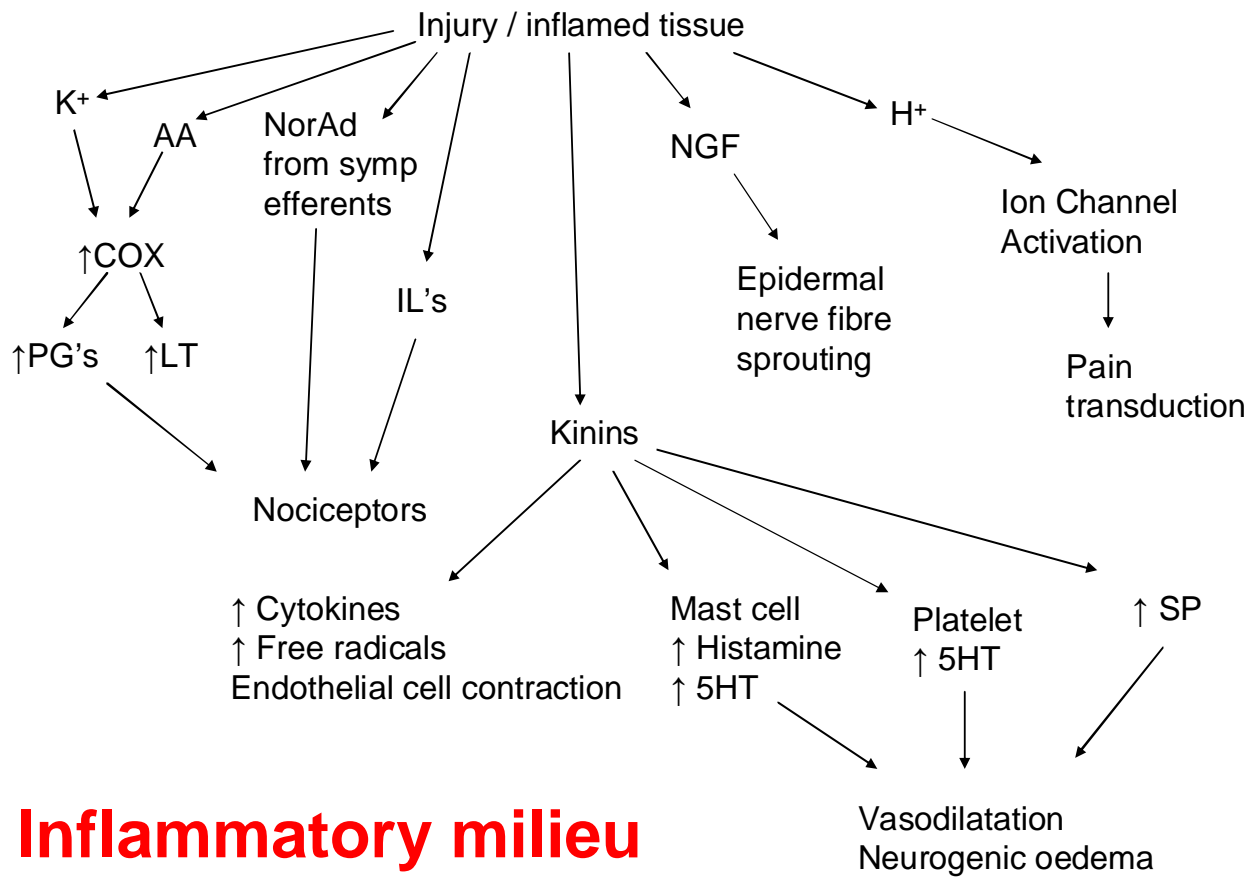 Injury / inflamed tissue
K+
AA
NorAd
from symp
efferents
NGF
H+
Ion Channel
Activation
↑COX
IL's
Epidermal
nerve fibre
sprouting
↑PG's
↑LT
Pain
transduction
Kinins
Nociceptors
↑ Cytokines
↑ Free radicals
Endothelial cell contraction
Mast cell
↑ Histamine
↑ 5HT
Platelet
↑ 5HT
↑ SP
Vasodilatation
Neurogenic oedema
Inflammatory milieu